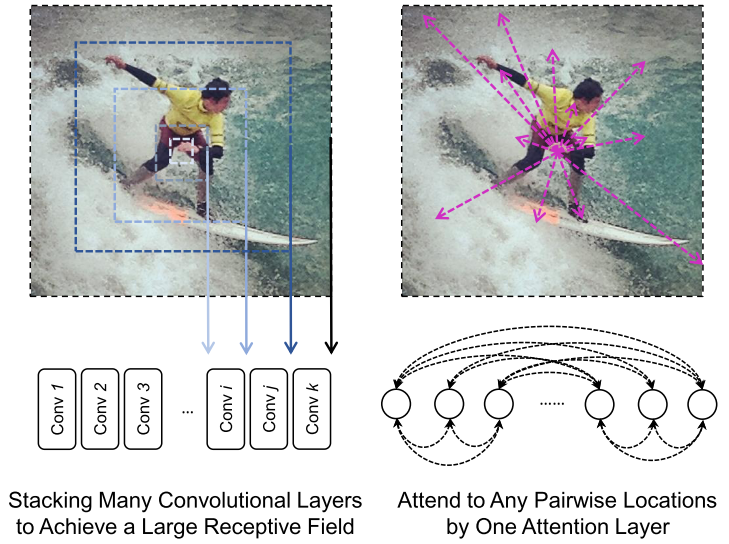 Conv 1
Conv 2
Conv 3
...
Conv i
Conv j
Conv k
......
Stacking Many Convolutional Layers
to Achieve a Large Receptive Field
Attend to Any Pairwise Locations
by One Attention Layer